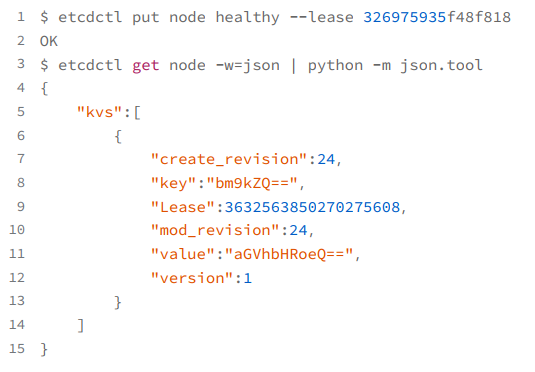 1 $ etcdctl put node healthy --lease 326975935f48f818
2 OK
3 $ etcdctl get node -w=json | python -m json.tool
4 {
5 "kvs":[
6 {
7 "create_revision":24,
8 "key":"bm9kZQ==",
9 "Lease":3632563850270275608,
10 "mod_revision":24,
11 "value":"aGVhbHRoeQ==",
12 "version":1
13 }
14 ]
15 }